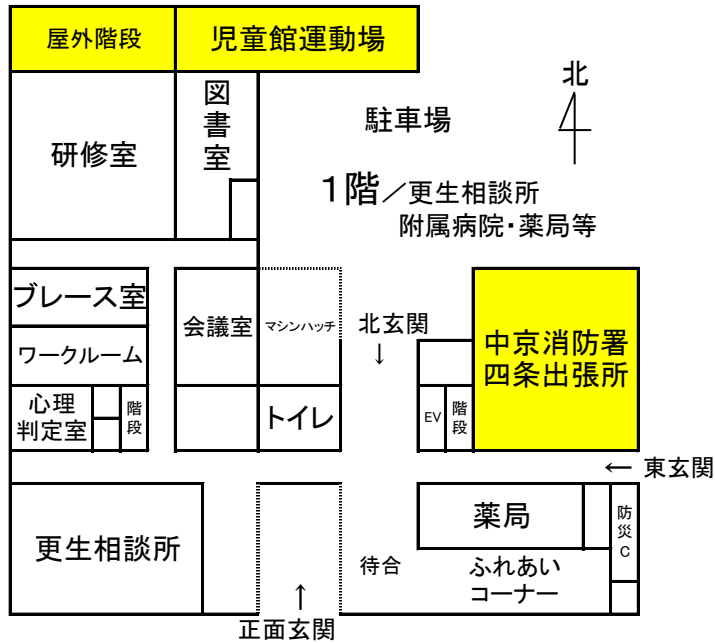 屋外階段
児童館運動場
北
研修室
図書室
駐車場
1階／更生相談所
附属病院・薬局等
ブレース室
ワークルーム
心理
判定室
階段
会議室
マシンハッチ
トイレ
北玄関
↓
EV
階段
中京消防署
四条出張所
← 東玄関
更生相談所
薬局
防災C
待合
ふれあい
コーナー
↑
正面玄関